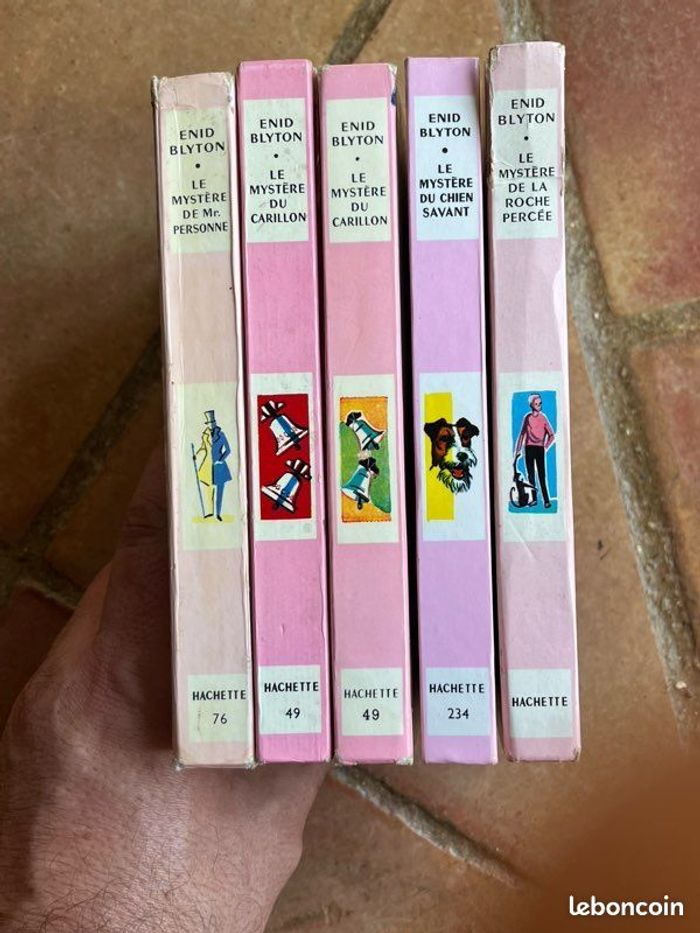 ENID
BLYTON
•
LE
MYSTÈRE
DE Mr.
PERSONNE
HACHETTE
76
ENID
BLYTON
•
LE
MYSTÈRE
DU
CARILLON
HACHETTE
49
ENID
BLYTON
•
LE
MYSTÈRE
DU
CARILLON
HACHETTE
49
ENID
BLYTON
•
LE
MYSTÈRE
DU CHIEN
SAVANT
HACHETTE
234
ENID
BLYTON
•
LE
MYSTÈRE
DE LA
ROCHE
PERCÉE
HACHETTE
leboncoin